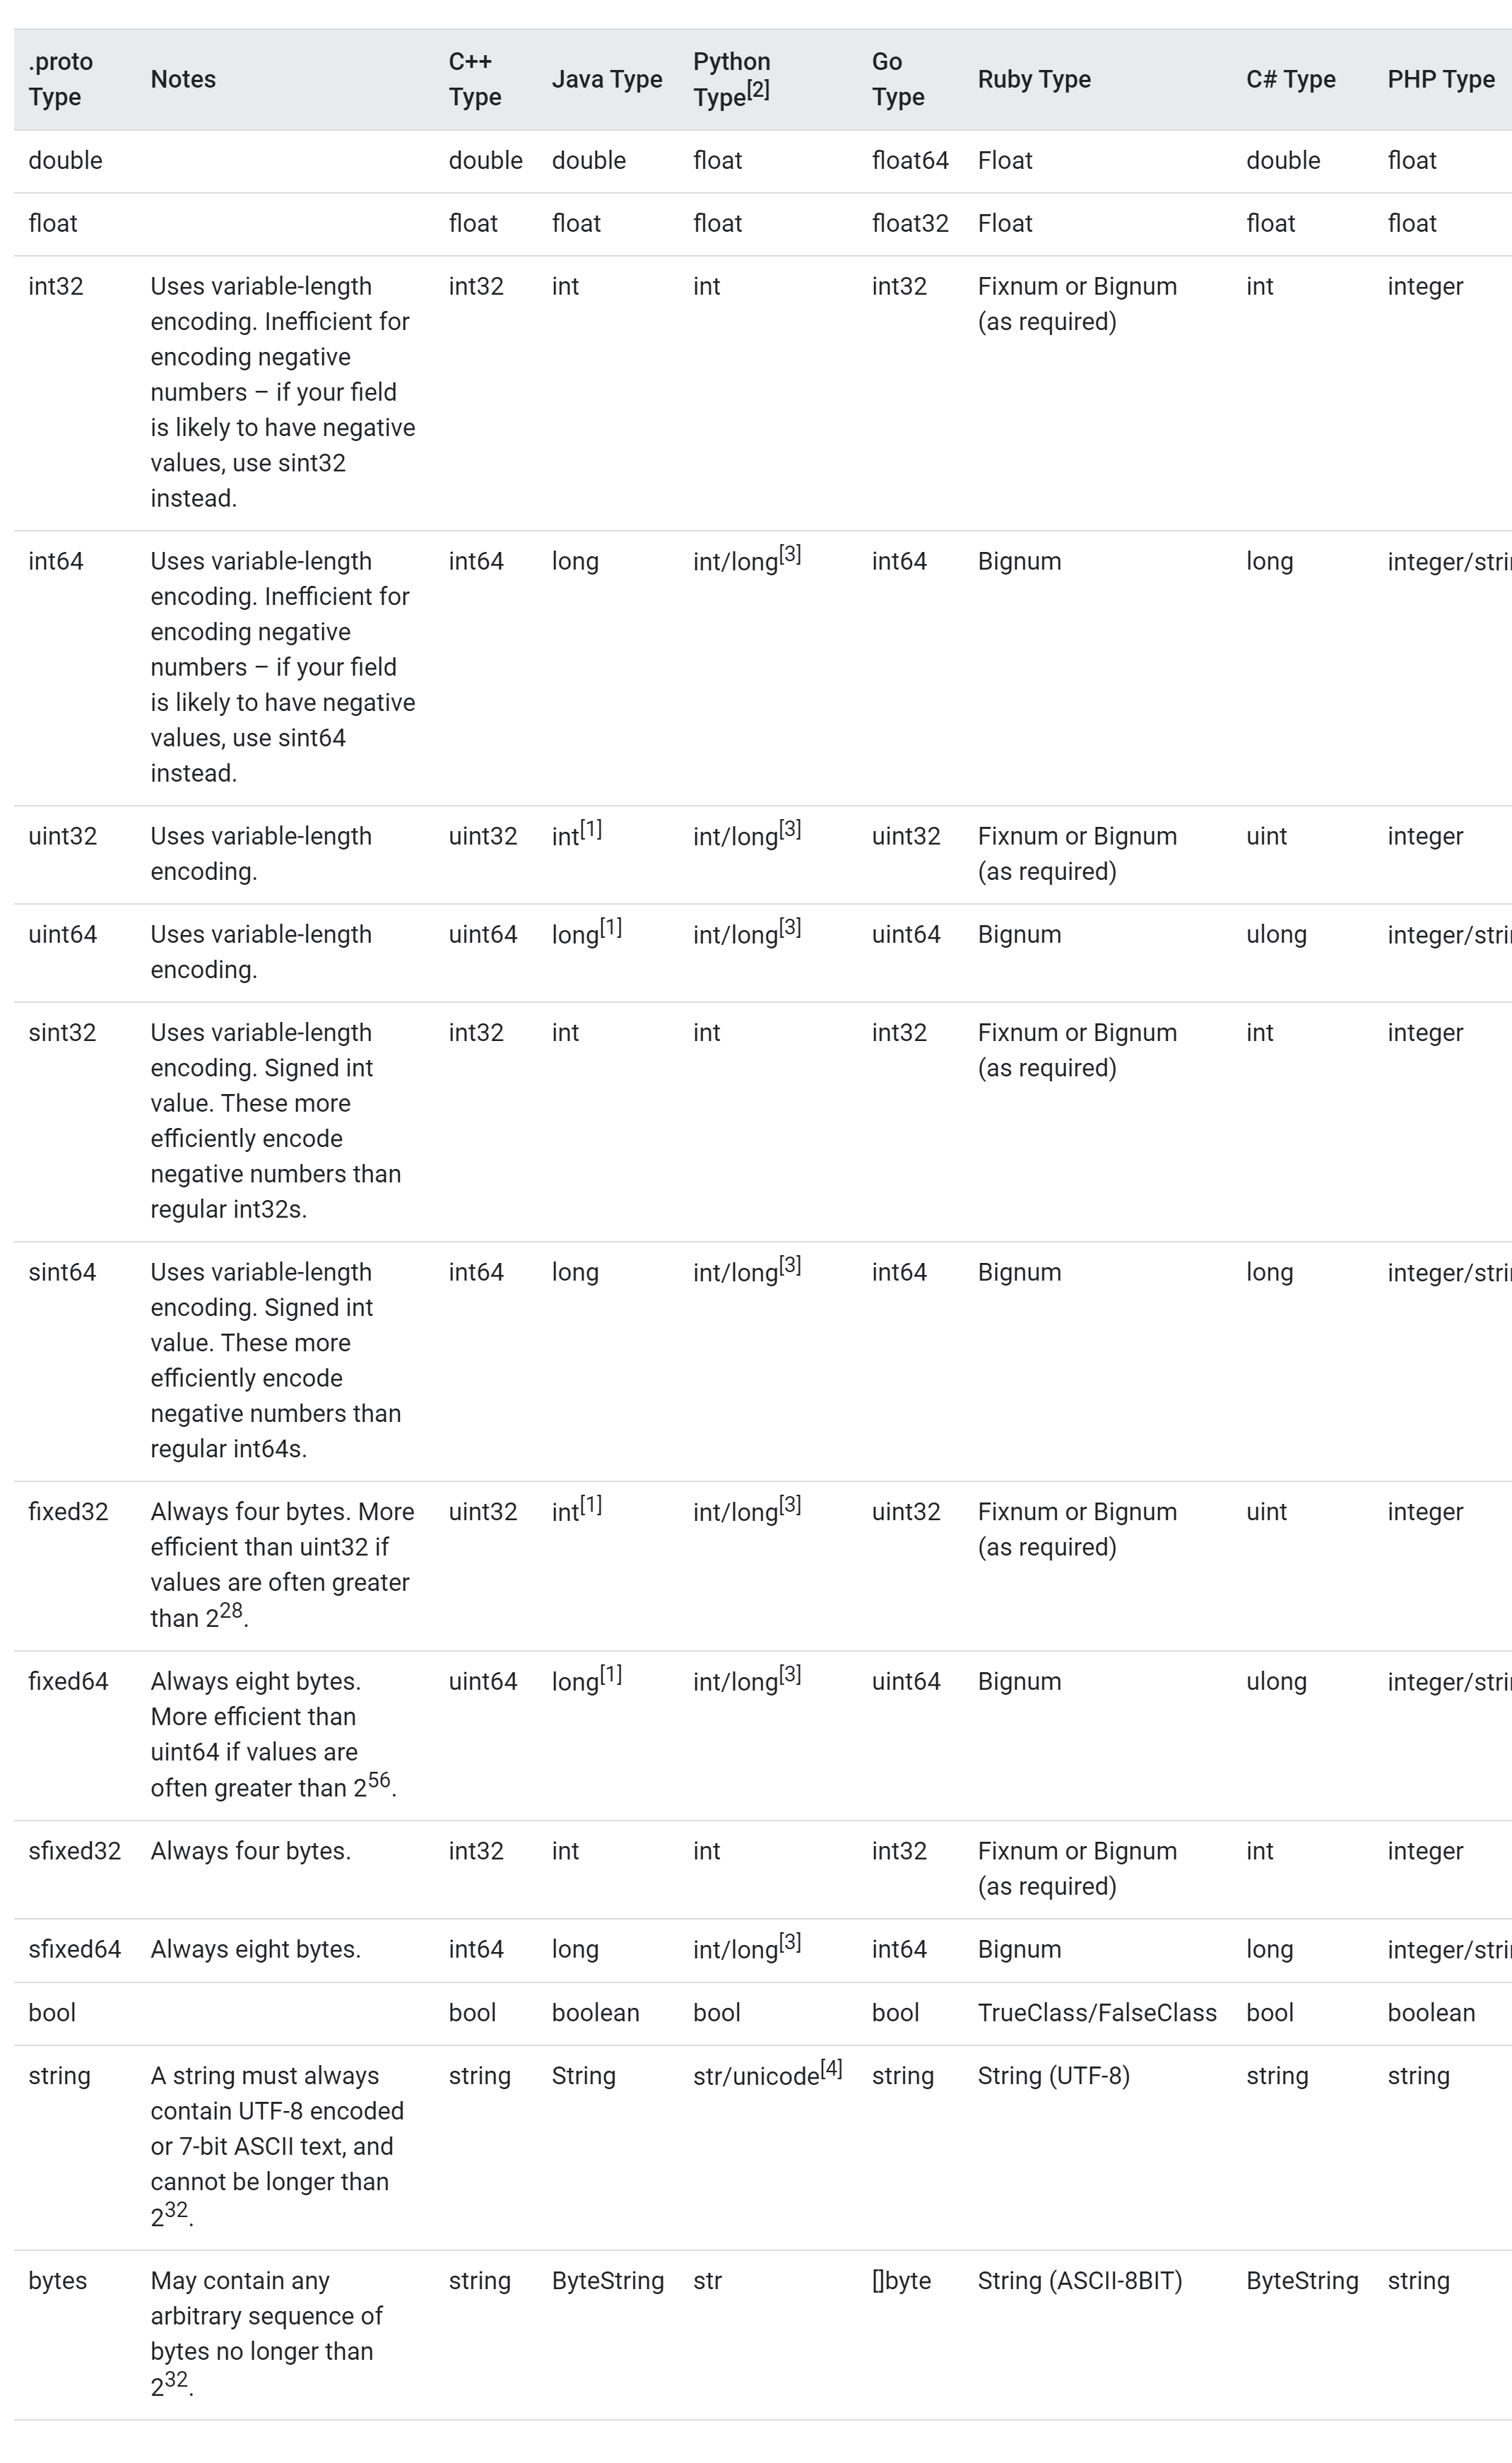 .proto Type Notes C++ Type Java Type Python Type[2] Go Type Ruby Type C# Type PHP Type
double double double float float64 Float double float
float float float float float32 Float float float
int32 Uses variable-length int32 int int int32 Fixnum or Bignum int integer
encoding. Inefficient for (as required)
encoding negative
numbers – if your field
is likely to have negative
values, use sint32
instead.
int64 Uses variable-length int64 long int/long[3] int64 Bignum long
encoding. Inefficient for
encoding negative
numbers – if your field
is likely to have negative
values, use sint64
instead.
uint32 Uses variable-length uint32 int[1] int/long[3] uint32 Fixnum or Bignum uint integer
encoding. (as required)
uint64 Uses variable-length uint64 long[1] int/long[3] uint64 Bignum ulong
encoding.
sint32 Uses variable-length int32 int int int32 Fixnum or Bignum int integer
encoding. Signed int (as required)
value. These more
efficiently encode
negative numbers than
regular int32s.
sint64 Uses variable-length int64 long int/long[3] int64 Bignum long
encoding. Signed int
value. These more
efficiently encode
negative numbers than
regular int64s.
fixed32 Always four bytes. More uint32 int[1] int/long[3] uint32 Fixnum or Bignum uint integer
efficient than uint32 if (as required)
values are often greater
than 2^28.
fixed64 Always eight bytes. uint64 long[1] int/long[3] uint64 Bignum ulong
More efficient than
uint64 if values are
often greater than 2^56.
sfixed32 Always four bytes. int32 int int int32 Fixnum or Bignum int integer
(as required)
sfixed64 Always eight bytes. int64 long int/long[3] int64 Bignum long
bool bool boolean bool bool TrueClass/FalseClass bool boolean
string A string must always string String str/unicode[4] string String (UTF-8) string string
contain UTF-8 encoded
or 7-bit ASCII text, and
cannot be longer than
2^32.
bytes May contain any string ByteString str []byte String (ASCII-8BIT) ByteString string
arbitrary sequence of
bytes no longer than
2^32.